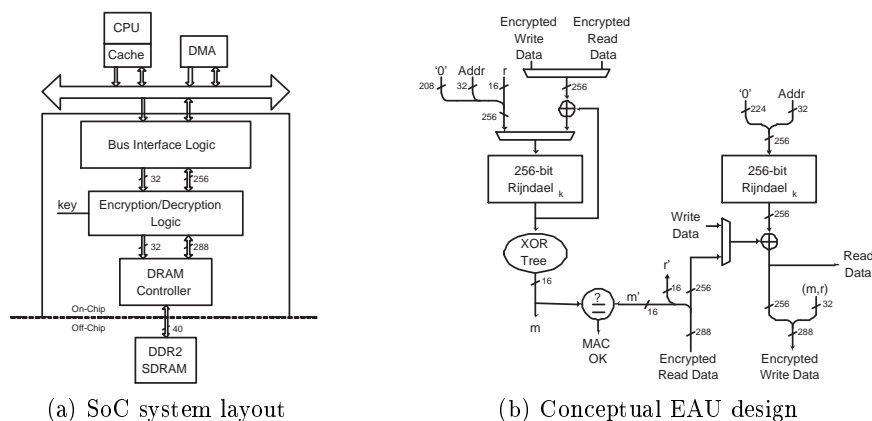 CPU
Cache
DMA
Bus Interface Logic
32
256
key
Encryption/Decryption
Logic
32
288
DRAM
Controller
On-Chip
Off-Chip
40
DDR2
SDRAM
(a) SoC system layout
Encrypted
Write
Data
Encrypted
Read
Data
'0'
Addr
r
208
32
16
256
256
256-bit
Rijndael k
XOR
Tree
16
m
?
=
MAC
OK
m'
16
r'
16
256
288
Encrypted
Read Data
'0'
Addr
224
32
256
256-bit
Rijndael k
256
Write
Data
Read
Data
(m,r)
256
32
288
Encrypted
Write Data
(b) Conceptual EAU design